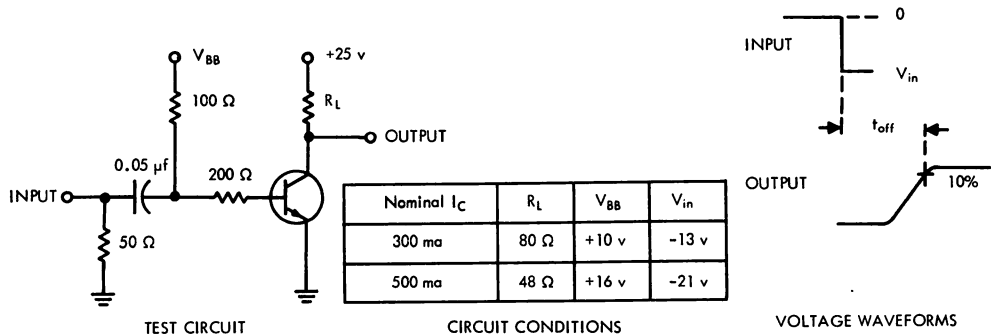 V_BB
100 Ω
0.05 μf
INPUT
50 Ω
200 Ω
+25 v
R_L
OUTPUT
TEST CIRCUIT
Nominal I_C R_L V_BB V_in
300 ma 80 Ω +10 v -13 v
500 ma 48 Ω +16 v -21 v
CIRCUIT CONDITIONS
INPUT
0
V_in
t_off
OUTPUT
10%
VOLTAGE WAVEFORMS